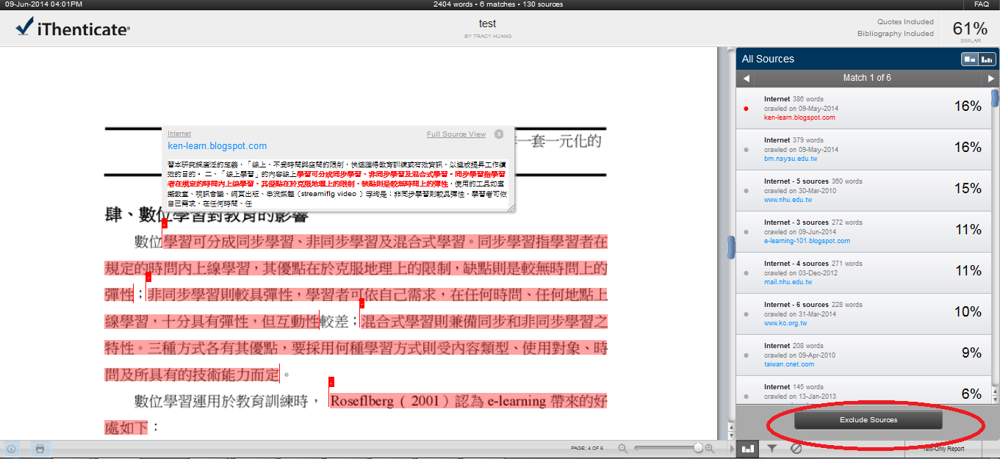 09-Jun-2014 04:01PM
2404 words • 6 matches • 130 sources
FAQ
iThenticate®
test
BY TRACY HUANG
Quotes Included
Bibliography Included
61%
SIMILAR
一套一元化的
Internet
Full Source View
ken-learn.blogspot.com
習本研究採廣泛的定義，「線上，不受時間與空間的限制，快速獲得教育訓練或有效資訊，以達成提昇工作績
效的目的。 二、「線上學習」的內容線上學習可分成同步學習、非同步學習及混合式學習。同步學習指學習
者在規定的時間內上線學習、其優點在於克服地理上的限制、缺點則是較無時間上的彈性，使用的工具如虛
擬教室、視訊會議、網頁出版、串流媒體（streamiflg video ）等均是；非同步學習則較具彈性，學習者可依
自己需求，在任何時間、任
肆、數位學習對教育的影響
數位學習可分成同步學習、非同步學習及混合式學習。同步學習指學習者在
規定的時間內上線學習，其優點在於克服地理上的限制，缺點則是較無時間上的
彈性；非同步學習則較具彈性，學習者可依自己需求，在任何時間、任何地點上
線學習，十分具有彈性，但互動性較差；混合式學習則兼備同步和非同步學習之
特性。三種方式各有其優點，要採用何種學習方式則受內容類型、使用對象、時
間及所具有的技術能力而定。
數位學習運用於教育訓練時，Roseflberg（2001）認為 e-learning 帶來的好
處如下：
All Sources
Match 1 of 6
Internet 386 words
crawled on 09-May-2014
ken-learn.blogspot.com
16%
Internet 379 words
crawled on 09-May-2014
bm.nsysu.edu.tw
16%
Internet - 5 sources 360 words
crawled on 30-Mar-2010
www.nhu.edu.tw
15%
Internet - 3 sources 272 words
crawled on 09-Jun-2014
e-learning-101.blogspot.com
11%
Internet - 4 sources 271 words
crawled on 03-Dec-2012
mail.nhu.edu.tw
11%
Internet - 6 sources 228 words
crawled on 31-Mar-2014
www.kc.org.tw
10%
Internet 208 words
crawled on 09-Apr-2010
taiwan.cnet.com
9%
Internet 145 words
crawled on 13-Jan-2013
6%
Exclude Sources
PAGE: 4 OF 6
Text-Only Report